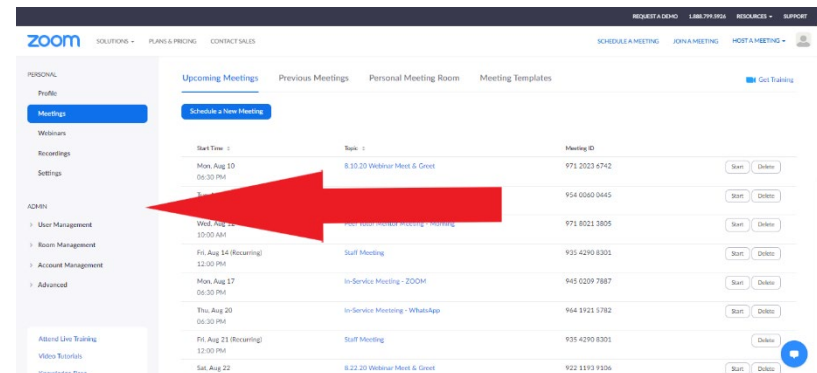 REQUEST A DEMO 1.888.799.5926 RESOURCES SUPPORT
zoom SOLUTIONS PLANS & PRICING CONTACT SALES SCHEDULE A MEETING JOIN A MEETING HOST A MEETING
PERSONAL
Profile
Meetings
Webinars
Recordings
Settings
ADMIN
> User Management
> Room Management
> Account Management
> Advanced
Attend Live Training
Video Tutorials
Knowledge Base
Upcoming Meetings Previous Meetings Personal Meeting Room Meeting Templates Get Training
Schedule a New Meeting
Start Time Topic Meeting ID
Mon, Aug 10 8.10.20 Webinar Meet & Greet 971 2023 6742 Start Delete
06:30 PM
954 0060 0445 Start Delete
Wed, Aug 12 Meeting - Morning 971 8021 3805 Start Delete
10:00 AM
Fri, Aug 14 (Recurring) Staff Meeting 935 4290 8301 Start Delete
12:00 PM
Mon, Aug 17 In-Service Meeting - ZOOM 945 0209 7887 Start Delete
06:30 PM
Thu, Aug 20 In-Service Meeteing - WhatsApp 964 1921 5782 Start Delete
06:30 PM
Fri, Aug 21 (Recurring) Staff Meeting 935 4290 8301 Delete
12:00 PM
Sat, Aug 22 8.22.20 Webinar Meet & Greet 922 1193 9106 Start Delete